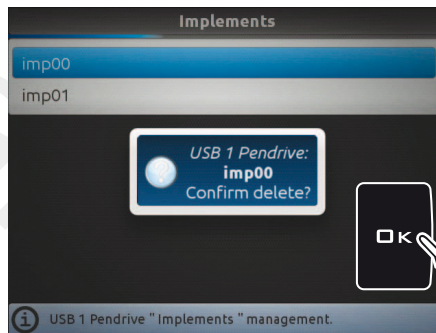 Implements
imp00
imp01
USB 1 Pendrive:
imp00
Confirm delete?
OK
USB 1 Pendrive " Implements " management.